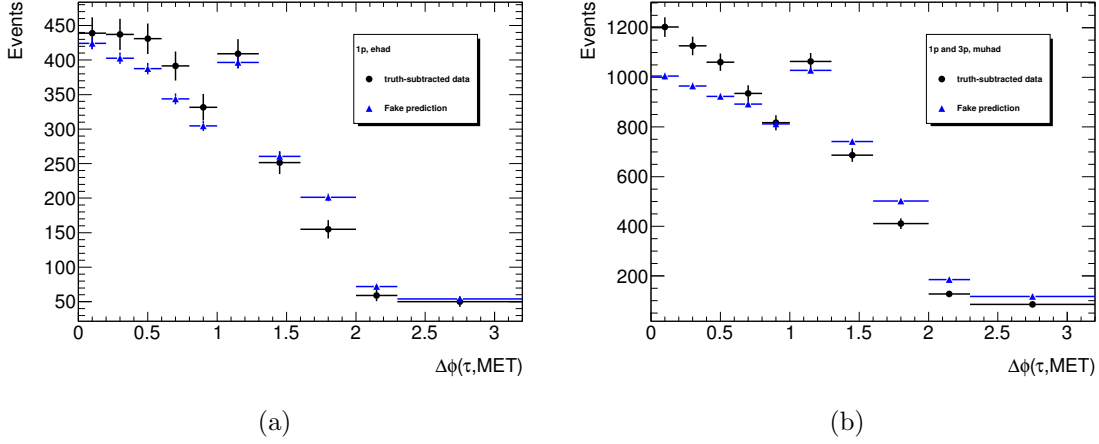 Events
450
400
350
300
250
200
150
100
50
0 0.5 1 1.5 2 2.5 3
Δϕ(τ,MET)
1p, ehad
truth-subtracted data
Fake prediction
(a)
Events
1200
1000
800
600
400
200
0 0.5 1 1.5 2 2.5 3
Δϕ(τ,MET)
1p and 3p, muhad
truth-subtracted data
Fake prediction
(b)